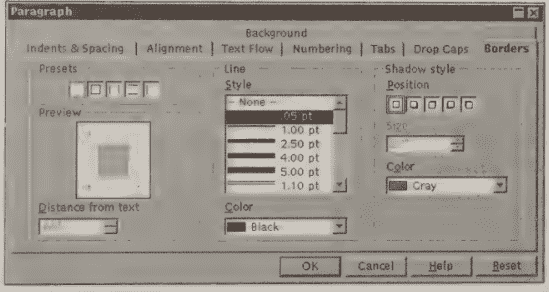 Paragraph
Background
Indents & Spacing | Alignment | Text Flow | Numbering | Tabs | Drop Caps | Borders
Presets
Line
Shadow style
Style
Position
- None -
.05 pt
1.00 pt
2.50 pt
4.00 pt
5.00 pt
1.10 pt
Preview
Size
Color
Gray
Distance from text
Color
Black
OK
Cancel
Help
Reset